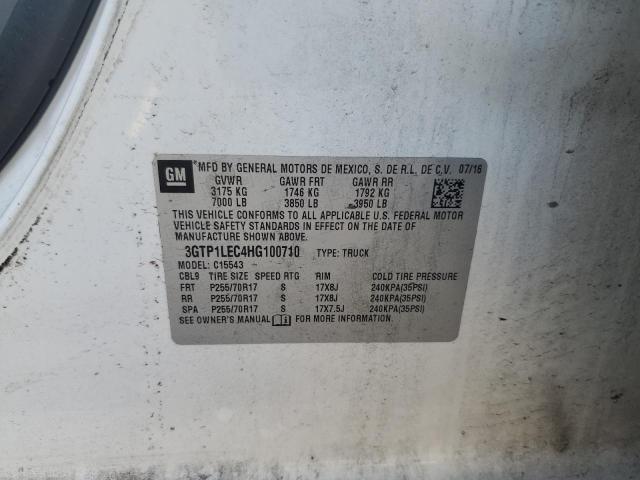 GM *MFD BY GENERAL MOTORS DE MEXICO, S. DE R.L, DE C.V. 07/16
GVWR GAWR FRT GAWR RR
3175 KG 1746 KG 1792 KG
7000 LB 3850 LB 3950 LB
THIS VEHICLE CONFORMS TO ALL APPLICABLE U.S. FEDERAL MOTOR
VEHICLE SAFETY STANDARDS IN EFFECT ON THE DATE OF
MANUFACTURE SHOWN ABOVE.
3GTP1LEC4HG100710 TYPE: TRUCK
MODEL: C15543
CBL9 TIRE SIZE SPEED RTG RIM COLD TIRE PRESSURE
FRT P255/70R17 S 17X8J 240KPA(35PSI)
RR P255/70R17 S 17X8J 240KPA(35PSI)
SPA P255/70R17 S 17X7.5J 240KPA(35PSI)
SEE OWNER'S MANUAL FOR MORE INFORMATION.